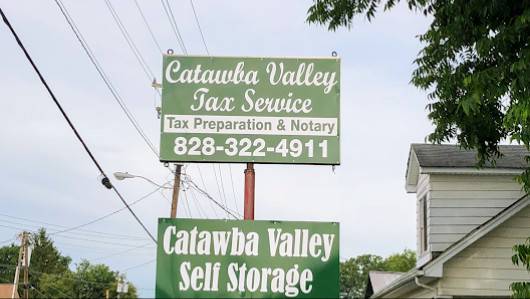 Catawba Valley
Tax Service
Tax Preparation & Notary
828-322-4911
Catawba Valley
Self Storage